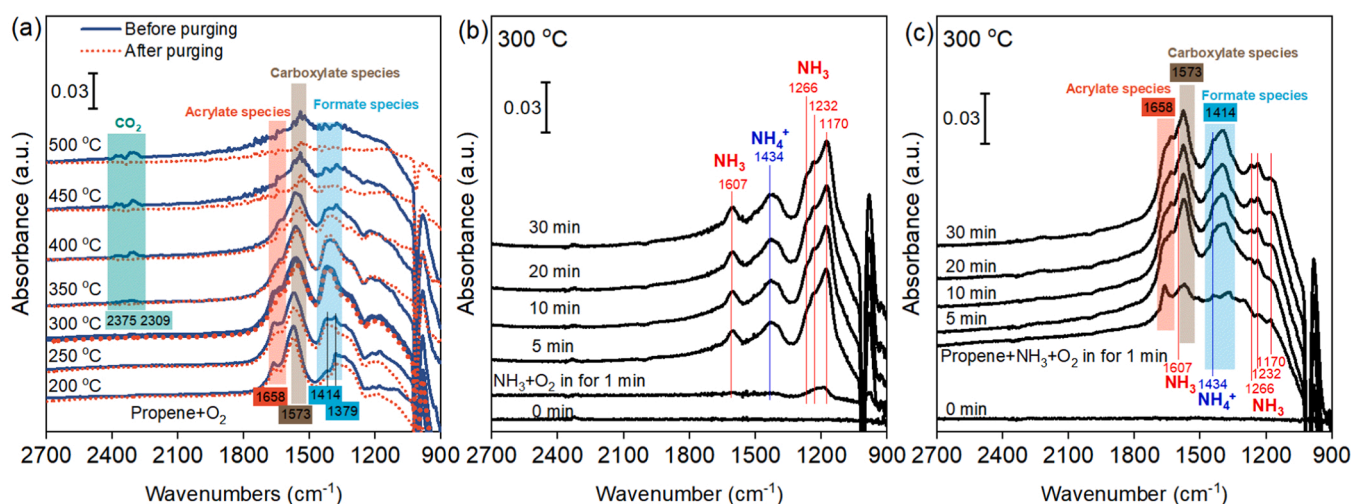 (a)
Before purging
After purging
0.03
Carboxylate species
Acrylate species
Formate species
CO2
500 °C
450 °C
400 °C
350 °C
300 °C
250 °C
200 °C
2375 2309
1658
1573
1414
1379
Propene+O2
Absorbance (a.u.)
2700 2400 2100 1800 1500 1200 900
Wavenumbers (cm-1)
(b)
300 °C
0.03
NH3
1266
1232
1170
NH4+
1434
NH3
1607
30 min
20 min
10 min
5 min
NH3+O2 in for 1 min
0 min
Absorbance (a.u.)
2700 2400 2100 1800 1500 1200 900
Wavenumber (cm-1)
(c)
300 °C
0.03
Carboxylate species
1573
Acrylate species
Formate species
1658
1414
30 min
20 min
10 min
5 min
Propene+NH3+O2 in for 1 min
1607
NH3
1434
NH4+
1170
1232
1266
NH3
0 min
Absorbance (a.u.)
2700 2400 2100 1800 1500 1200 900
Wavenumber (cm-1)